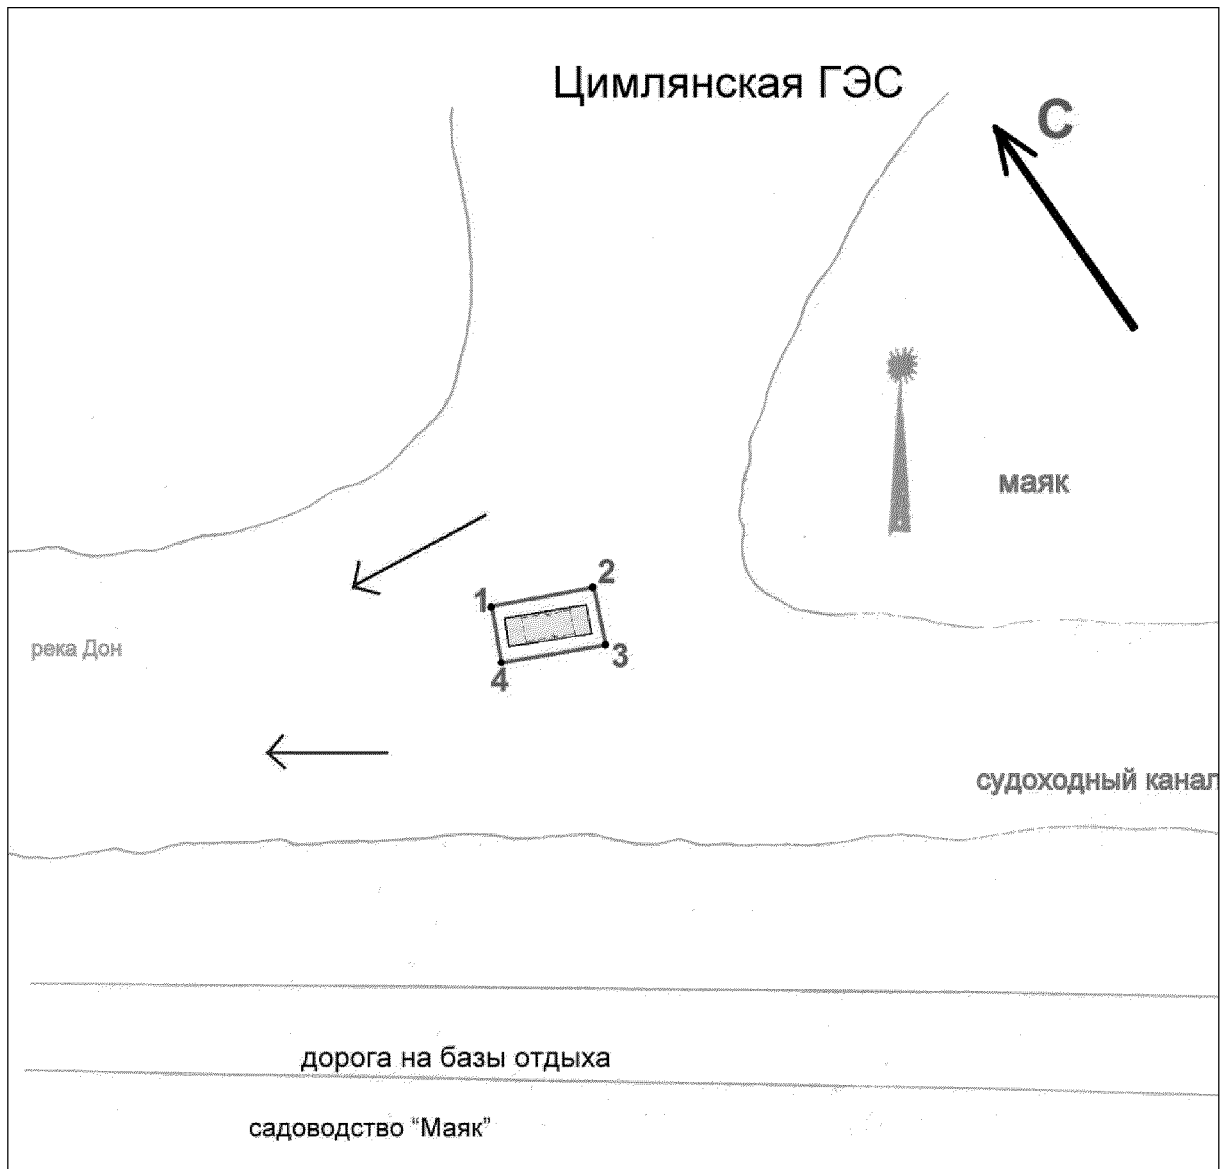 Цимлянская ГЭС
С
маяк
1
2
река Дон
3
4
судоходный канал
дорога на базы отдыха
садоводство “Маяк”